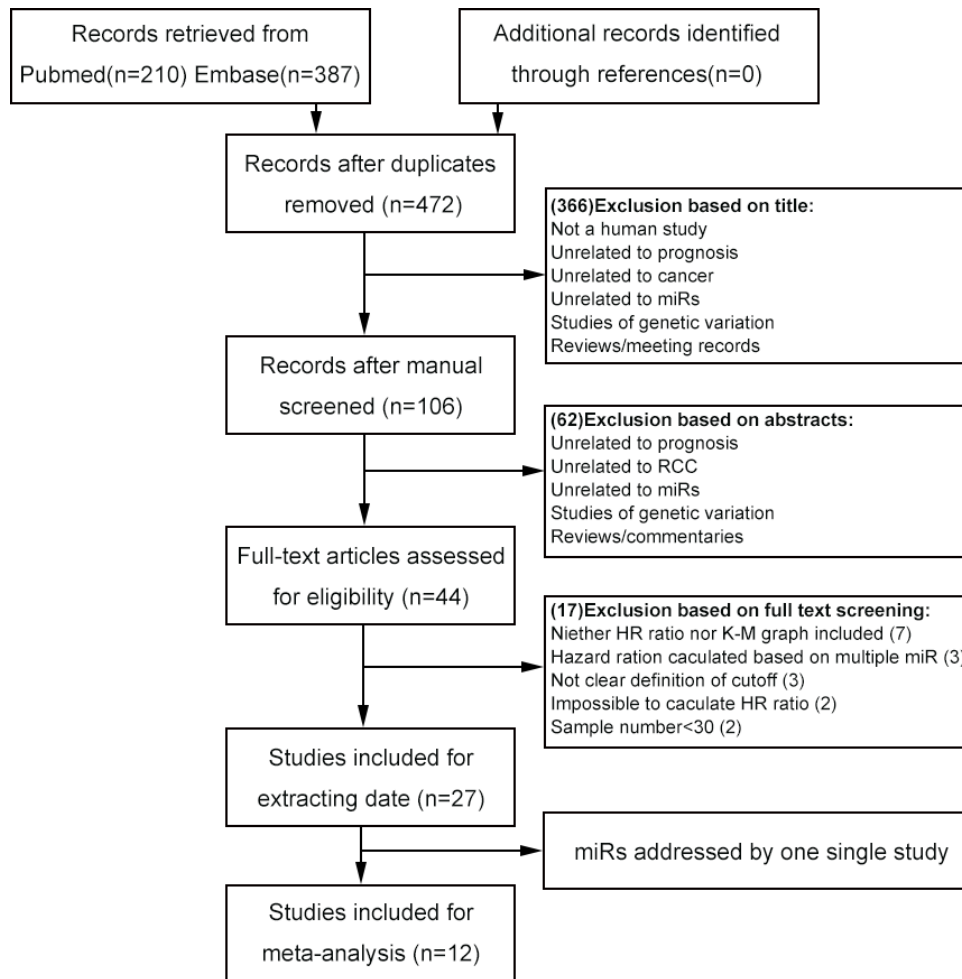 Records retrieved from
Pubmed(n=210) Embase(n=387)
Additional records identified
through references(n=0)
Records after duplicates
removed (n=472)
(366)Exclusion based on title:
Not a human study
Unrelated to prognosis
Unrelated to cancer
Unrelated to miRs
Studies of genetic variation
Reviews/meeting records
Records after manual
screened (n=106)
(62)Exclusion based on abstracts:
Unrelated to prognosis
Unrelated to RCC
Unrelated to miRs
Studies of genetic variation
Reviews/commentaries
Full-text articles assessed
for eligibility (n=44)
(17)Exclusion based on full text screening:
Niether HR ratio nor K-M graph included (7)
Hazard ration caculated based on multiple miR (3)
Not clear definition of cutoff (3)
Impossible to caculate HR ratio (2)
Sample number<30 (2)
Studies included for
extracting date (n=27)
miRs addressed by one single study
Studies included for
meta-analysis (n=12)